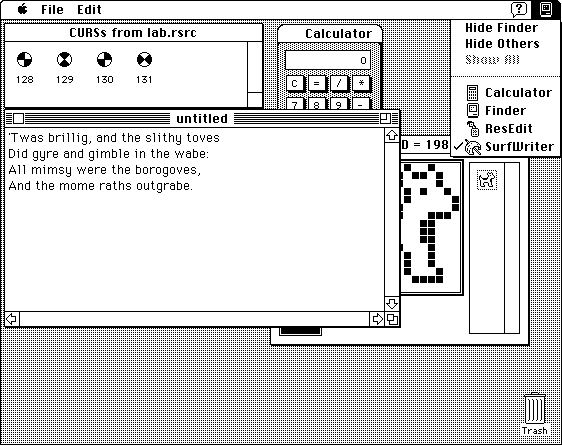 File Edit
CURSs from lab.rsrc
128 129 130 131
Calculator
0
C = / *
7 8 9 -
Hide Finder
Hide Others
Show All
Calculator
Finder
ResEdit
SurfWriter
untitled
'Twas brillig, and the slithy toves
Did gyre and gimble in the wabe:
All mimsy were the borogoves,
And the mome raths outgrabe.
D = 198
Trash